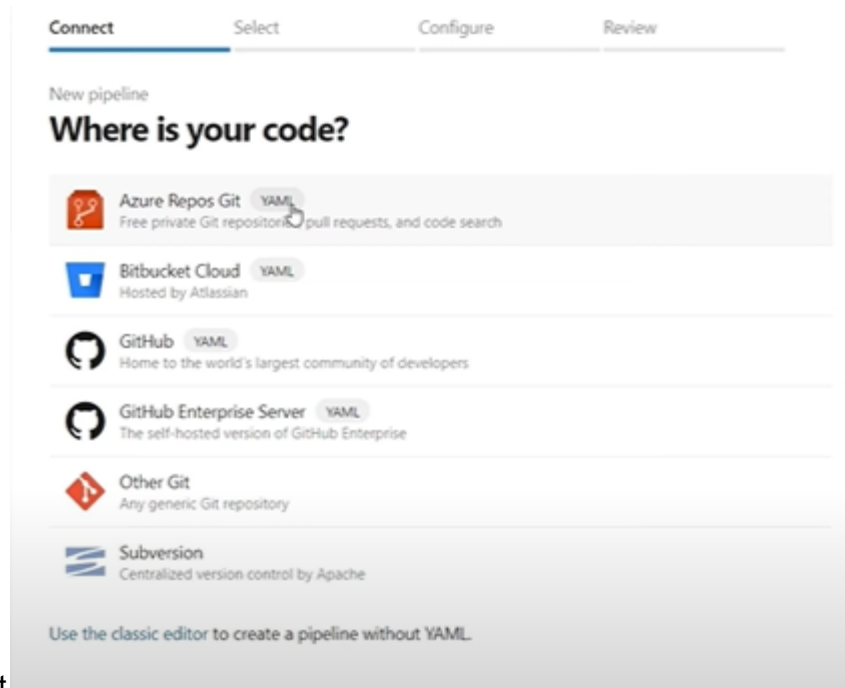 Connect Select Configure Review
New pipeline
Where is your code?
Azure Repos Git YAML
Free private Git repositories, pull requests, and code search
Bitbucket Cloud YAML
Hosted by Atlassian
GitHub YAML
Home to the world's largest community of developers
GitHub Enterprise Server YAML
The self-hosted version of GitHub Enterprise
Other Git
Any generic Git repository
Subversion
Centralized version control by Apache
Use the classic editor to create a pipeline without YAML.
t